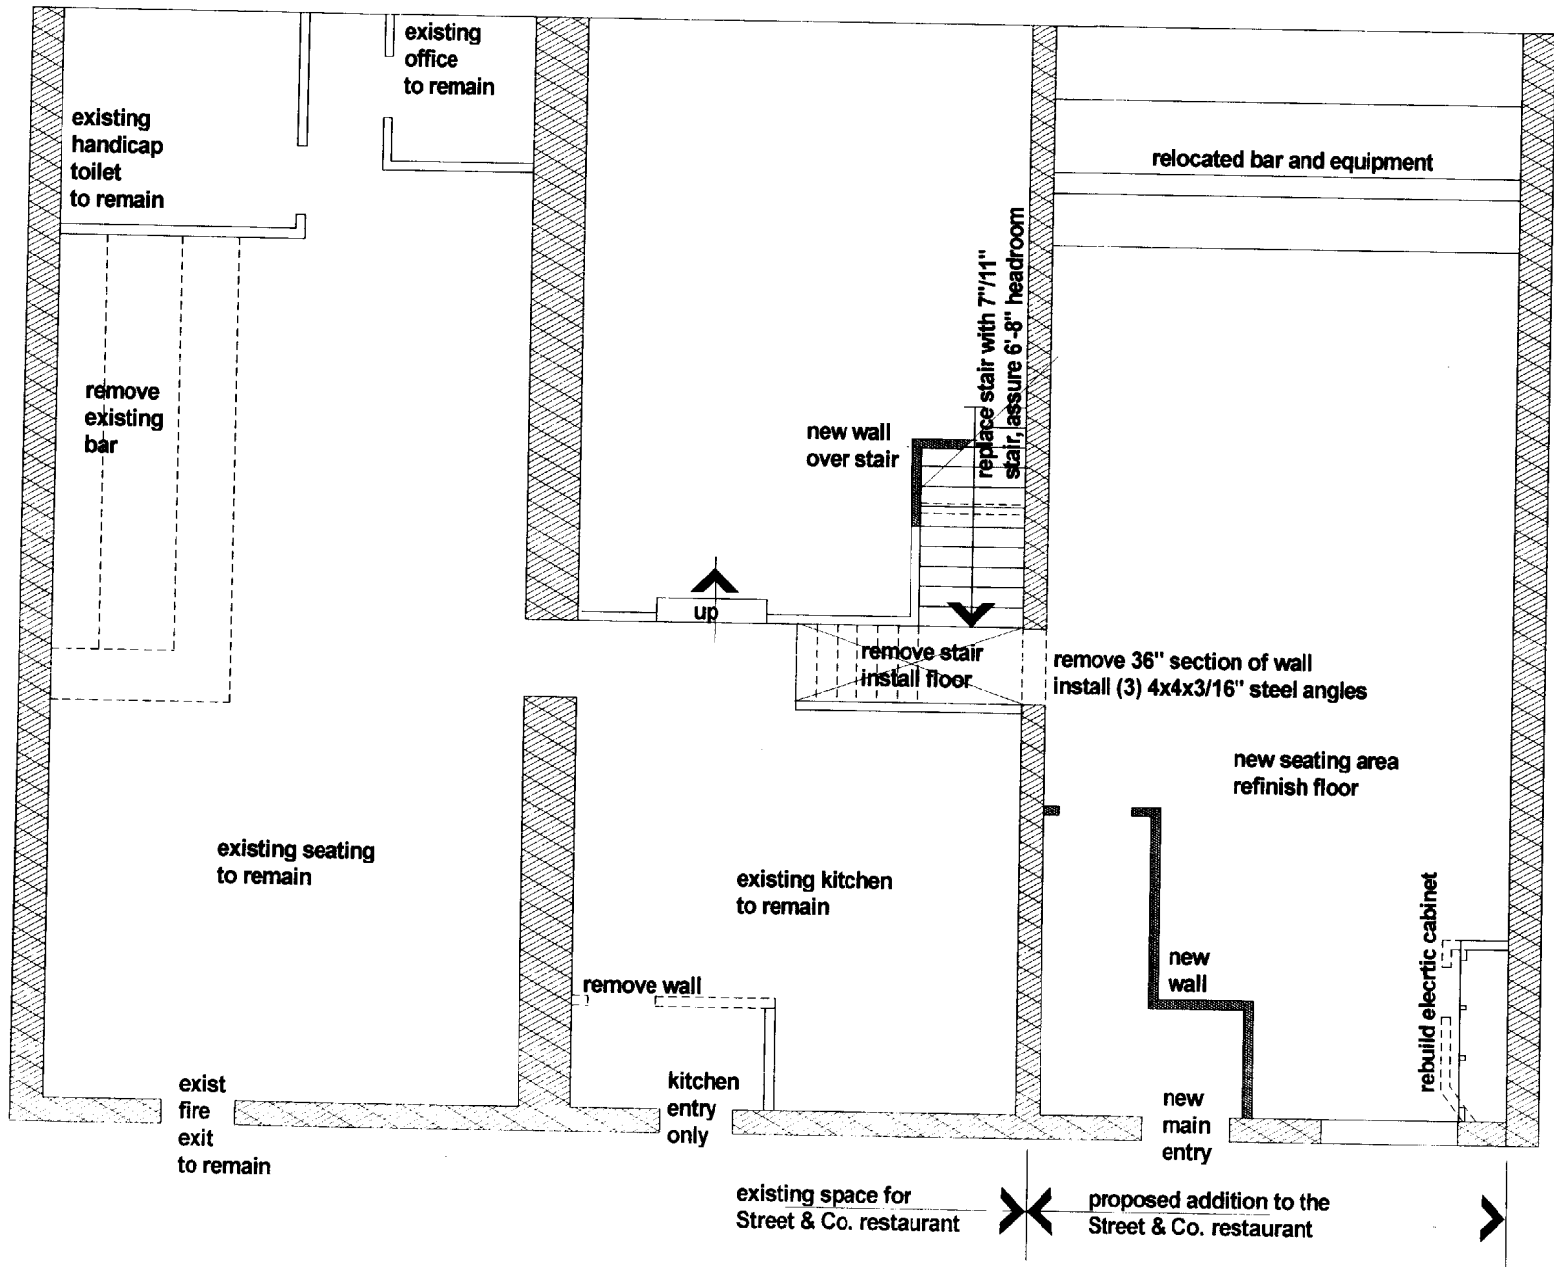 existing
office
to remain
existing
handicap
toilet
to remain
relocated bar and equipment
replace stair with 7"/11"
stair, assure 6'-8" headroom
remove
existing
bar
new wall
over stair
up
remove stair
install floor
remove 36" section of wall
install (3) 4x4x3/16" steel angles
new seating area
refinish floor
existing seating
to remain
existing kitchen
to remain
rebuild elecrtic cabinet
new
wall
remove wall
exist
fire
exit
to remain
kitchen
entry
only
new
main
entry
existing space for
Street & Co. restaurant
proposed addition to the
Street & Co. restaurant